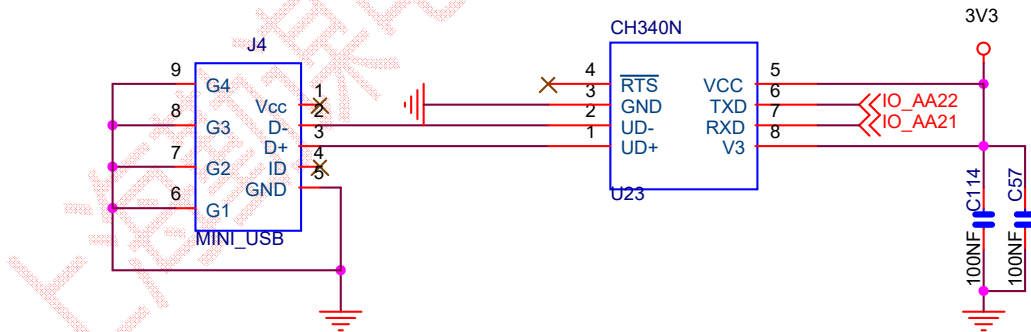 3V3
J4
CH340N
9 G4
8 G3
7 G2
6 G1
Vcc 1
D- 2
D+ 3
ID 4
GND 5
MINI_USB
4 RTS
3 GND
2 UD-
1 UD+
VCC 5
TXD 6
RXD 7
V3 8
IO_AA22
IO_AA21
U23
C114
100NF
C57
100NF